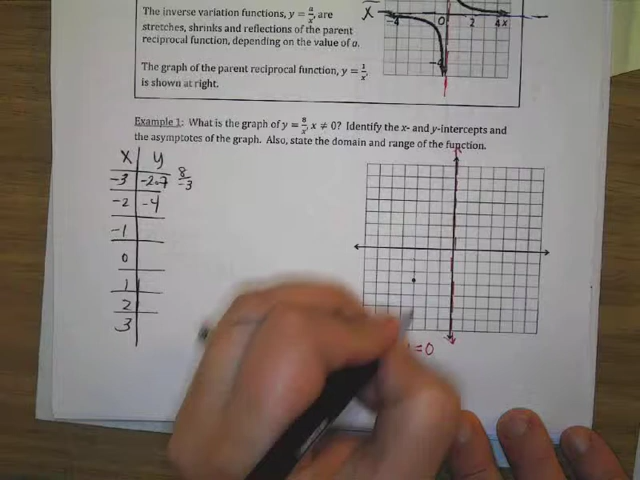 The inverse variation functions, y = a/x, are
stretches, shrinks and reflections of the parent
reciprocal function, depending on the value of a.
The graph of the parent reciprocal function, y = 1/x,
is shown at right.
X
-4 O 2 4 x
Example 1: What is the graph of y = 8/x, x ≠ 0? Identify the x- and y-intercepts and
the asymptotes of the graph. Also, state the domain and range of the function.
X Y
-3 -2.7 8/-3
-2 -4
-1
0
1
2
3
=0